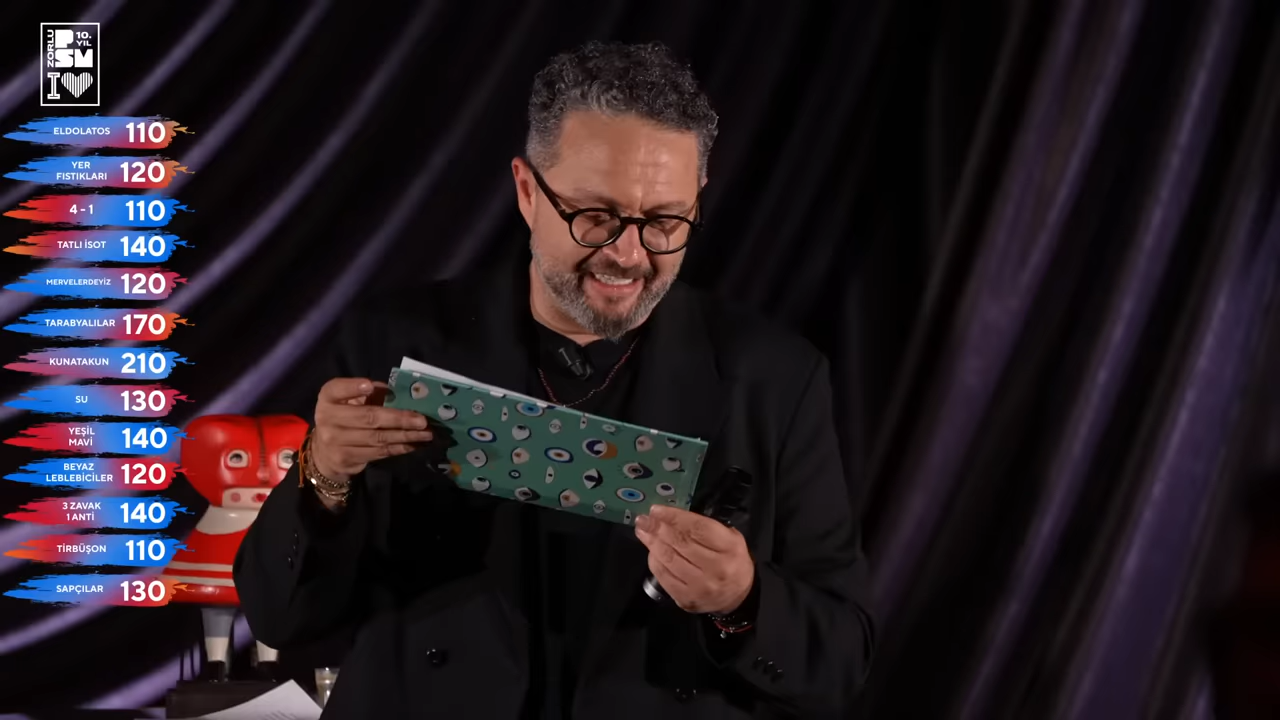 ZORLU
PSM
10.
YIL
I
ELDOLATOS 110
YER
FISTIKLARI 120
4 - 1 110
TATLI İSOT 140
MERVELERDEYİZ 120
TARABYALILAR 170
KUNATAKUN 210
SU 130
YEŞİL
MAVİ 140
BEYAZ
LEBLEBİCİLER 120
3 ZAVAK
1 ANTİ 140
TİRBÜŞON 110
SAPÇILAR 130